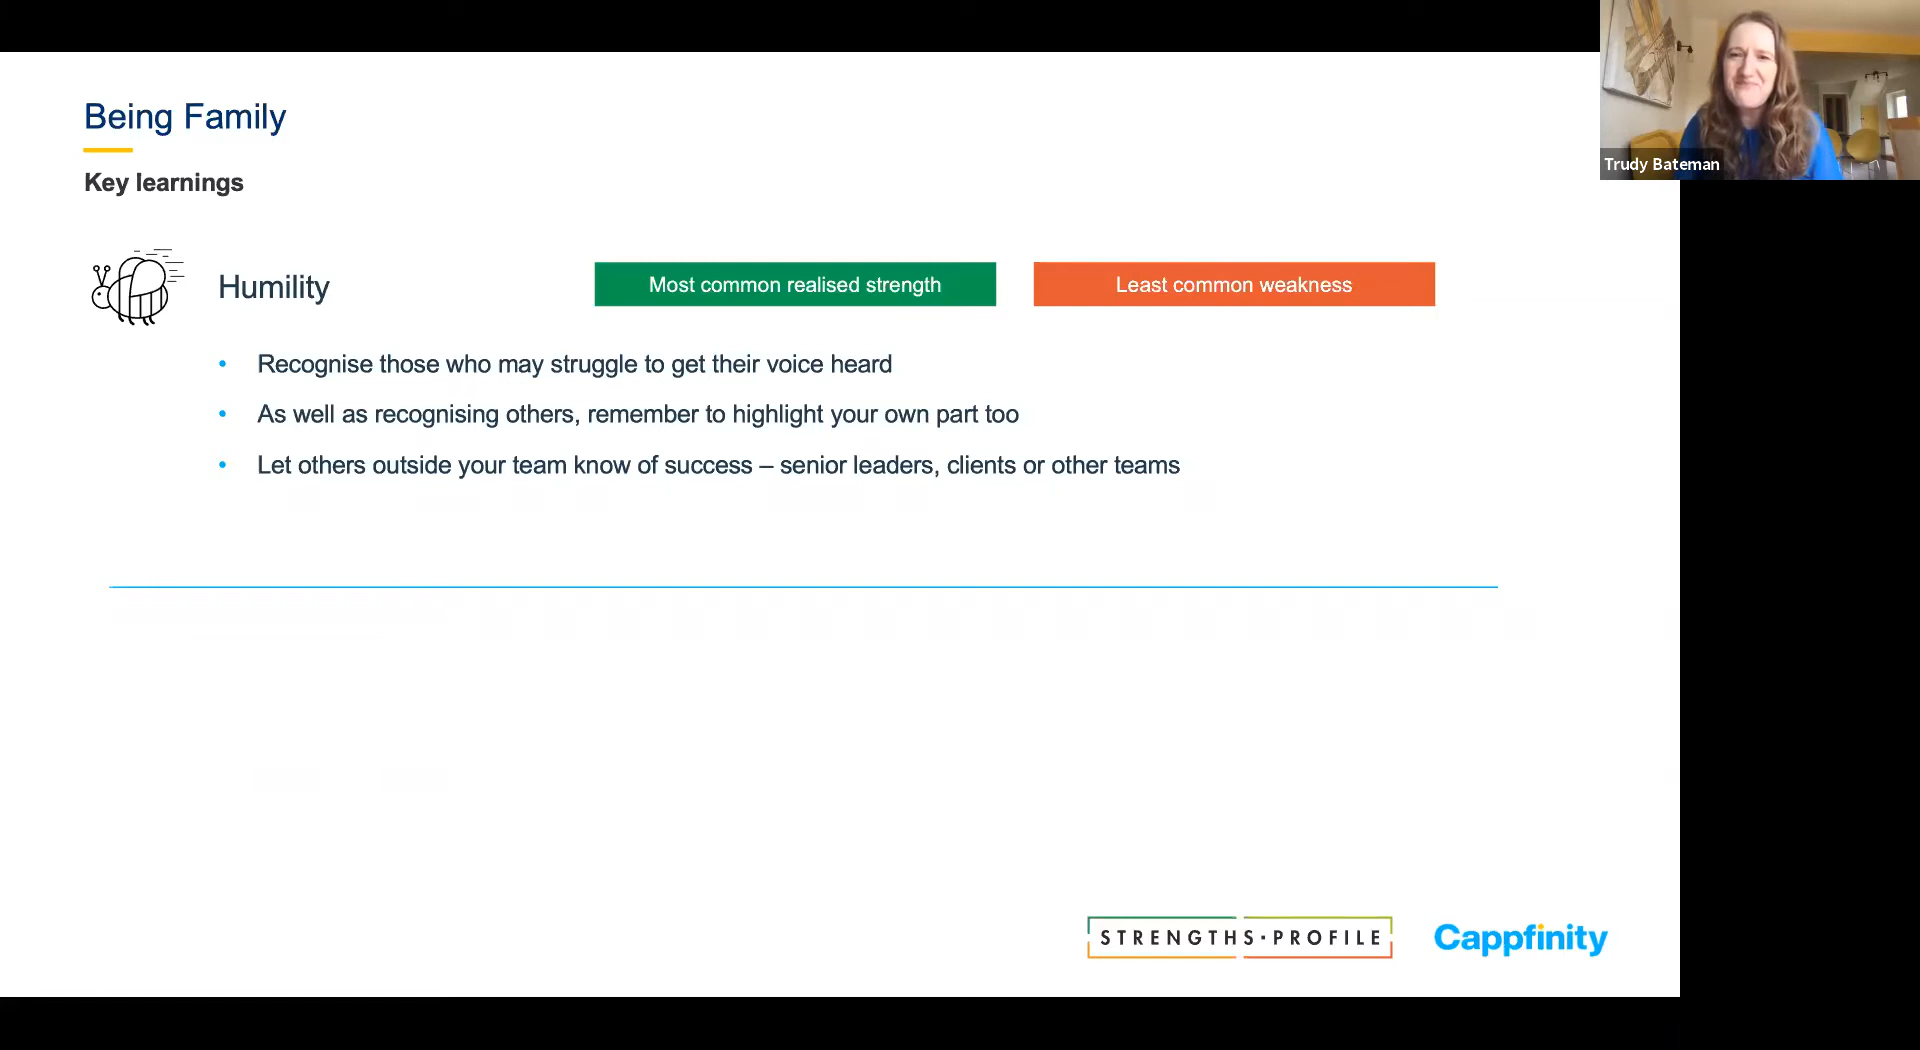 Being Family
Key learnings
Trudy Bateman
Humility
Most common realised strength
Least common weakness
• Recognise those who may struggle to get their voice heard
• As well as recognising others, remember to highlight your own part too
• Let others outside your team know of success – senior leaders, clients or other teams
STRENGTHS·PROFILE
Cappfinity